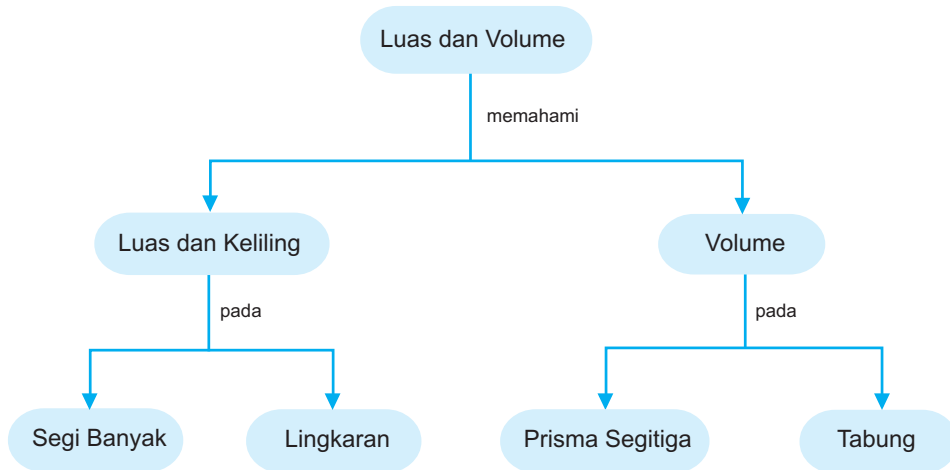 Luas dan Volume
memahami
Luas dan Keliling
Volume
pada
pada
Segi Banyak
Lingkaran
Prisma Segitiga
Tabung